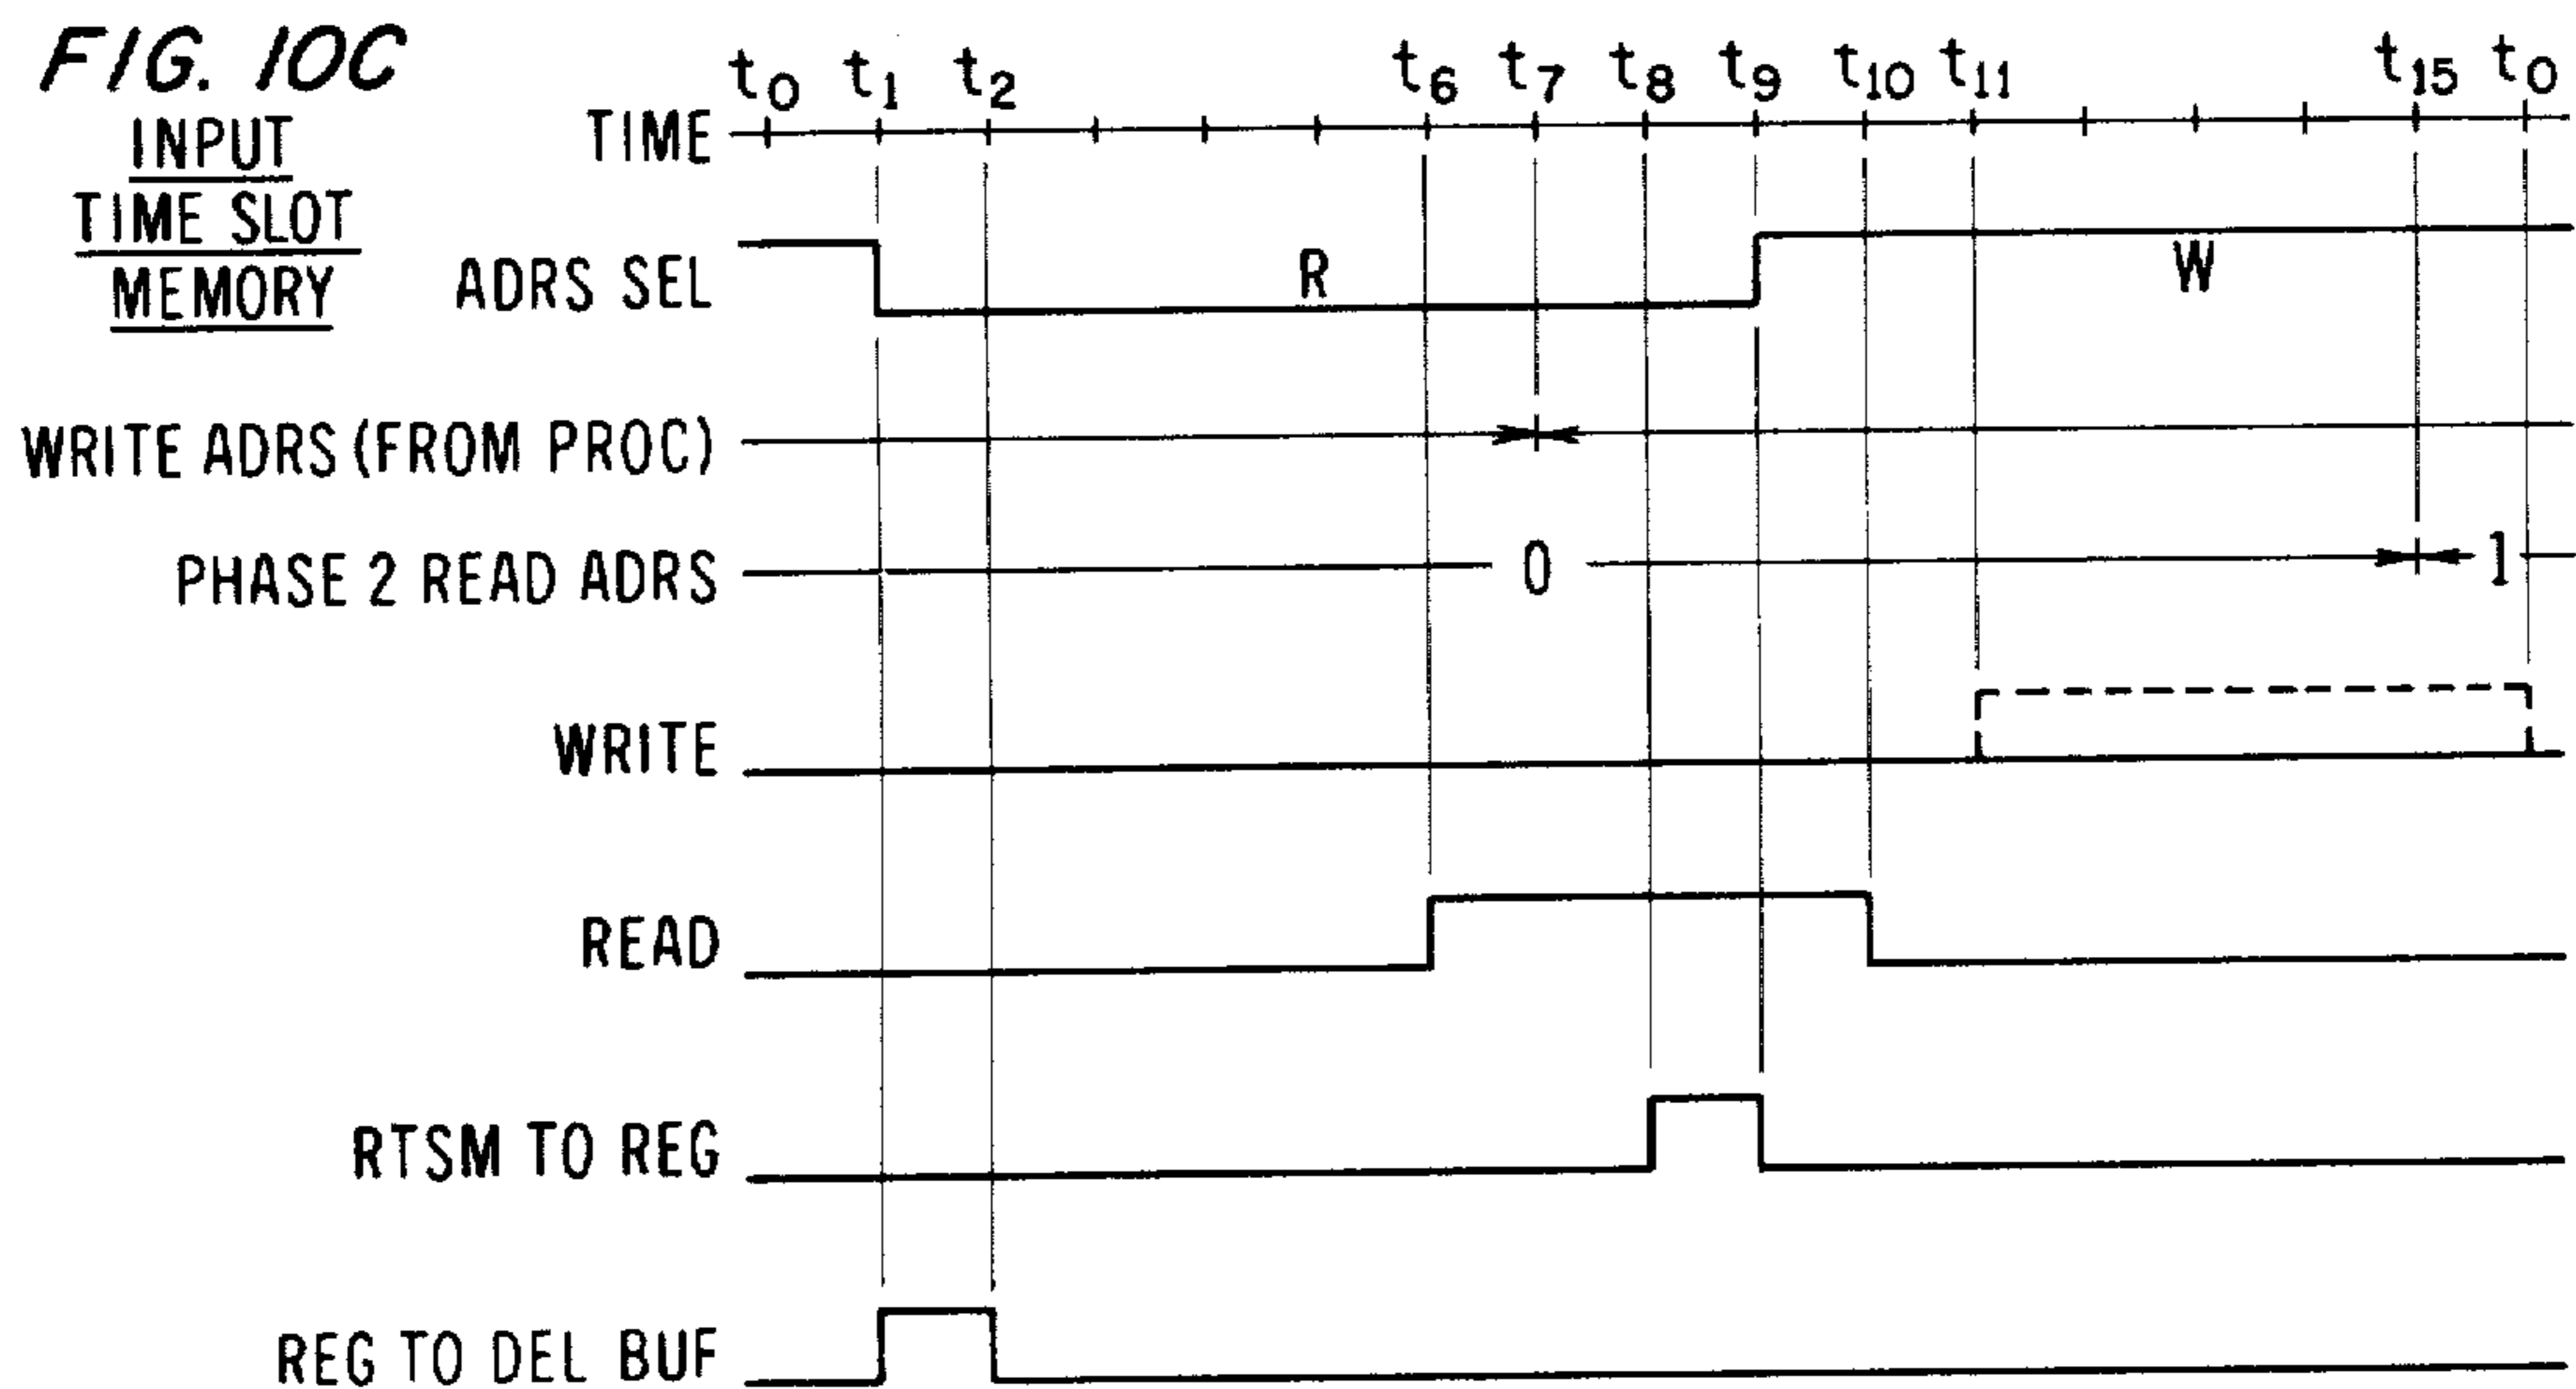 FIG. 10C
t0 t1 t2 t6 t7 t8 t9 t10 t11 t15 t0
INPUT
TIME SLOT
MEMORY
TIME
ADRS SEL R W
WRITE ADRS (FROM PROC)
PHASE 2 READ ADRS 0 1
WRITE
READ
RTSM TO REG
REG TO DEL BUF